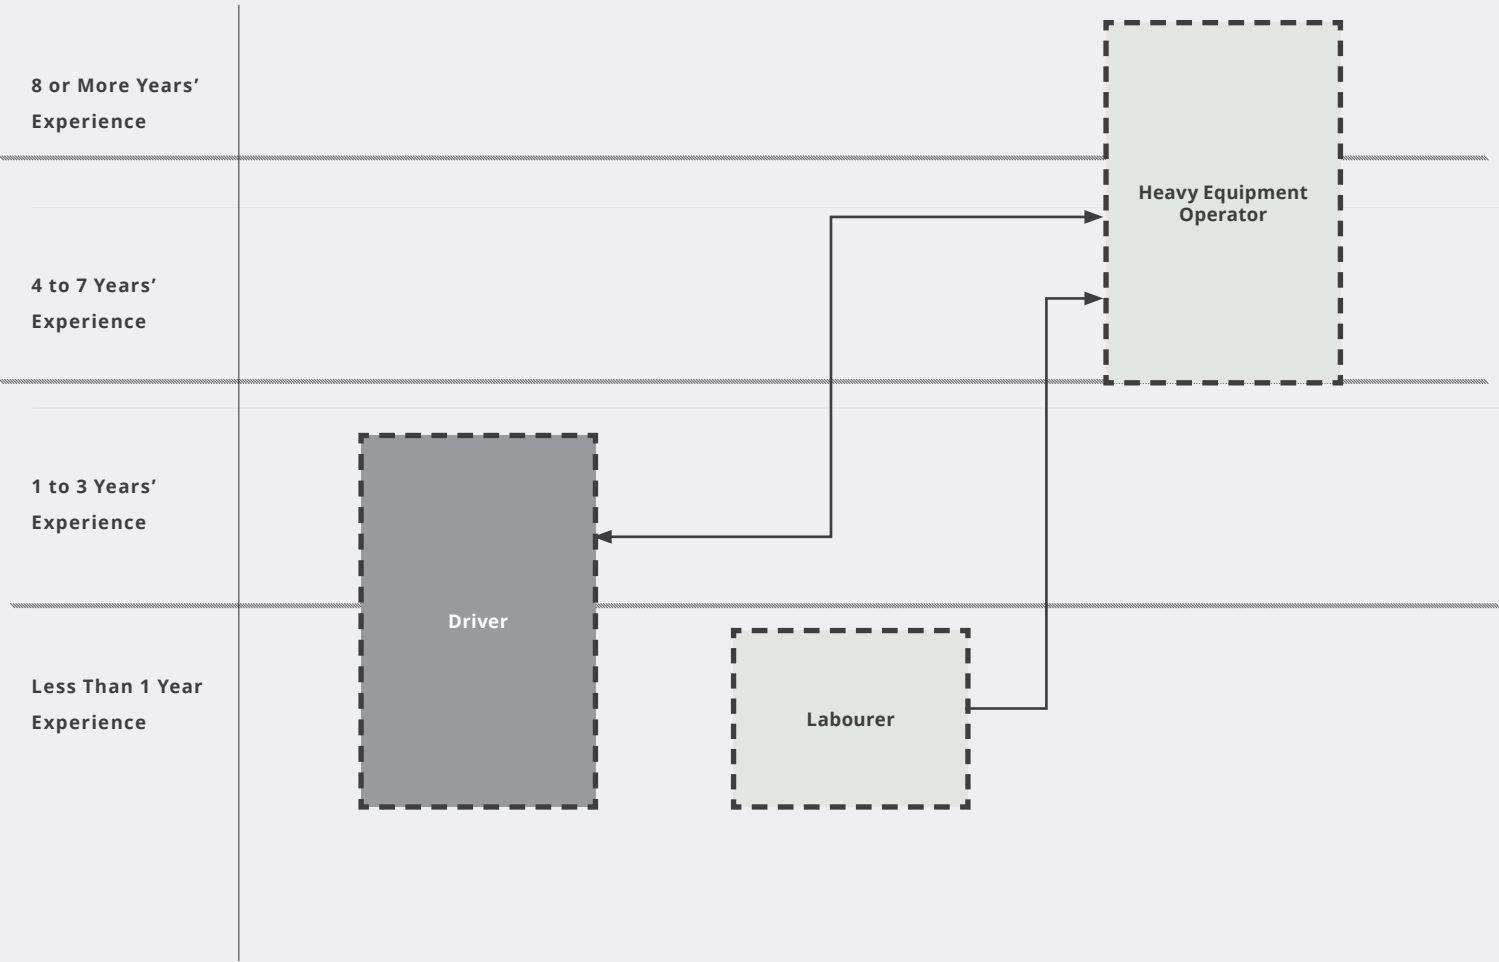 8 or More Years’
Experience
Heavy Equipment
Operator
4 to 7 Years’
Experience
1 to 3 Years’
Experience
Driver
Less Than 1 Year
Experience
Labourer